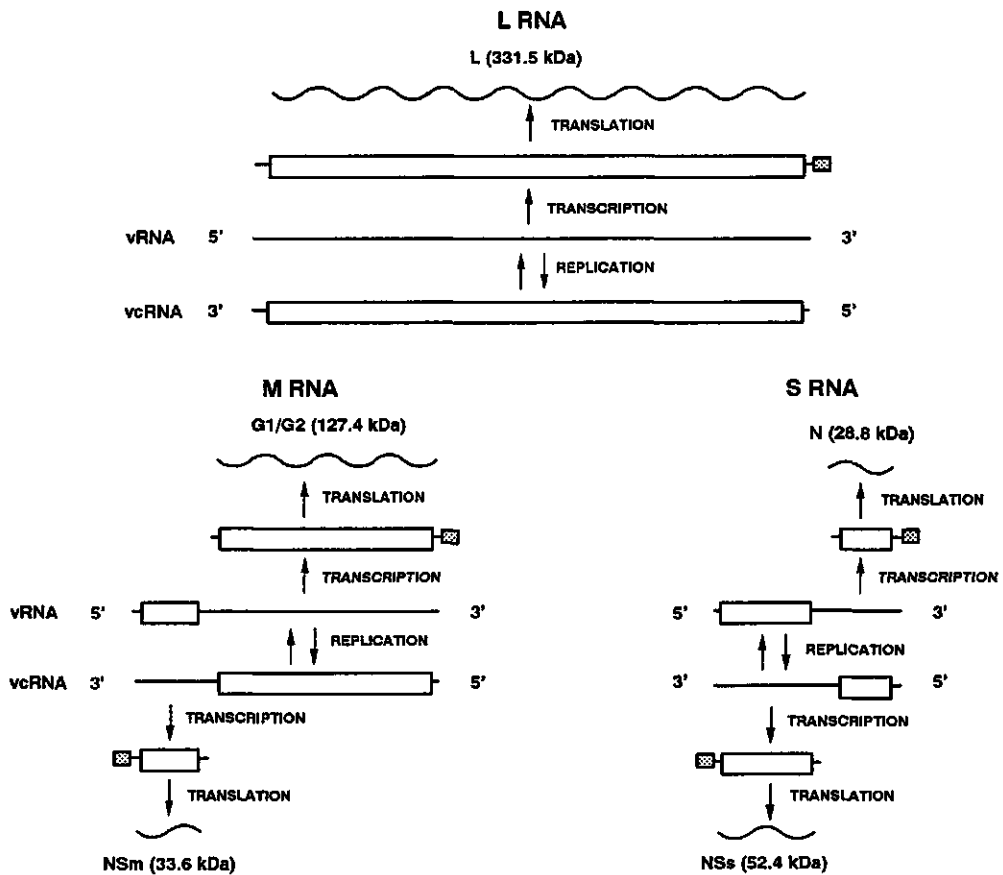 L RNA
L (331.5 kDa)
TRANSLATION
TRANSCRIPTION
vRNA 5' 3'
REPLICATION
vcRNA 3' 5'
M RNA
G1/G2 (127.4 kDa)
TRANSLATION
TRANSCRIPTION
vRNA 5' 3'
REPLICATION
vcRNA 3' 5'
TRANSCRIPTION
TRANSLATION
NSm (33.6 kDa)
S RNA
N (28.8 kDa)
TRANSLATION
TRANSCRIPTION
5' 3'
REPLICATION
3' 5'
TRANSCRIPTION
TRANSLATION
NSs (52.4 kDa)